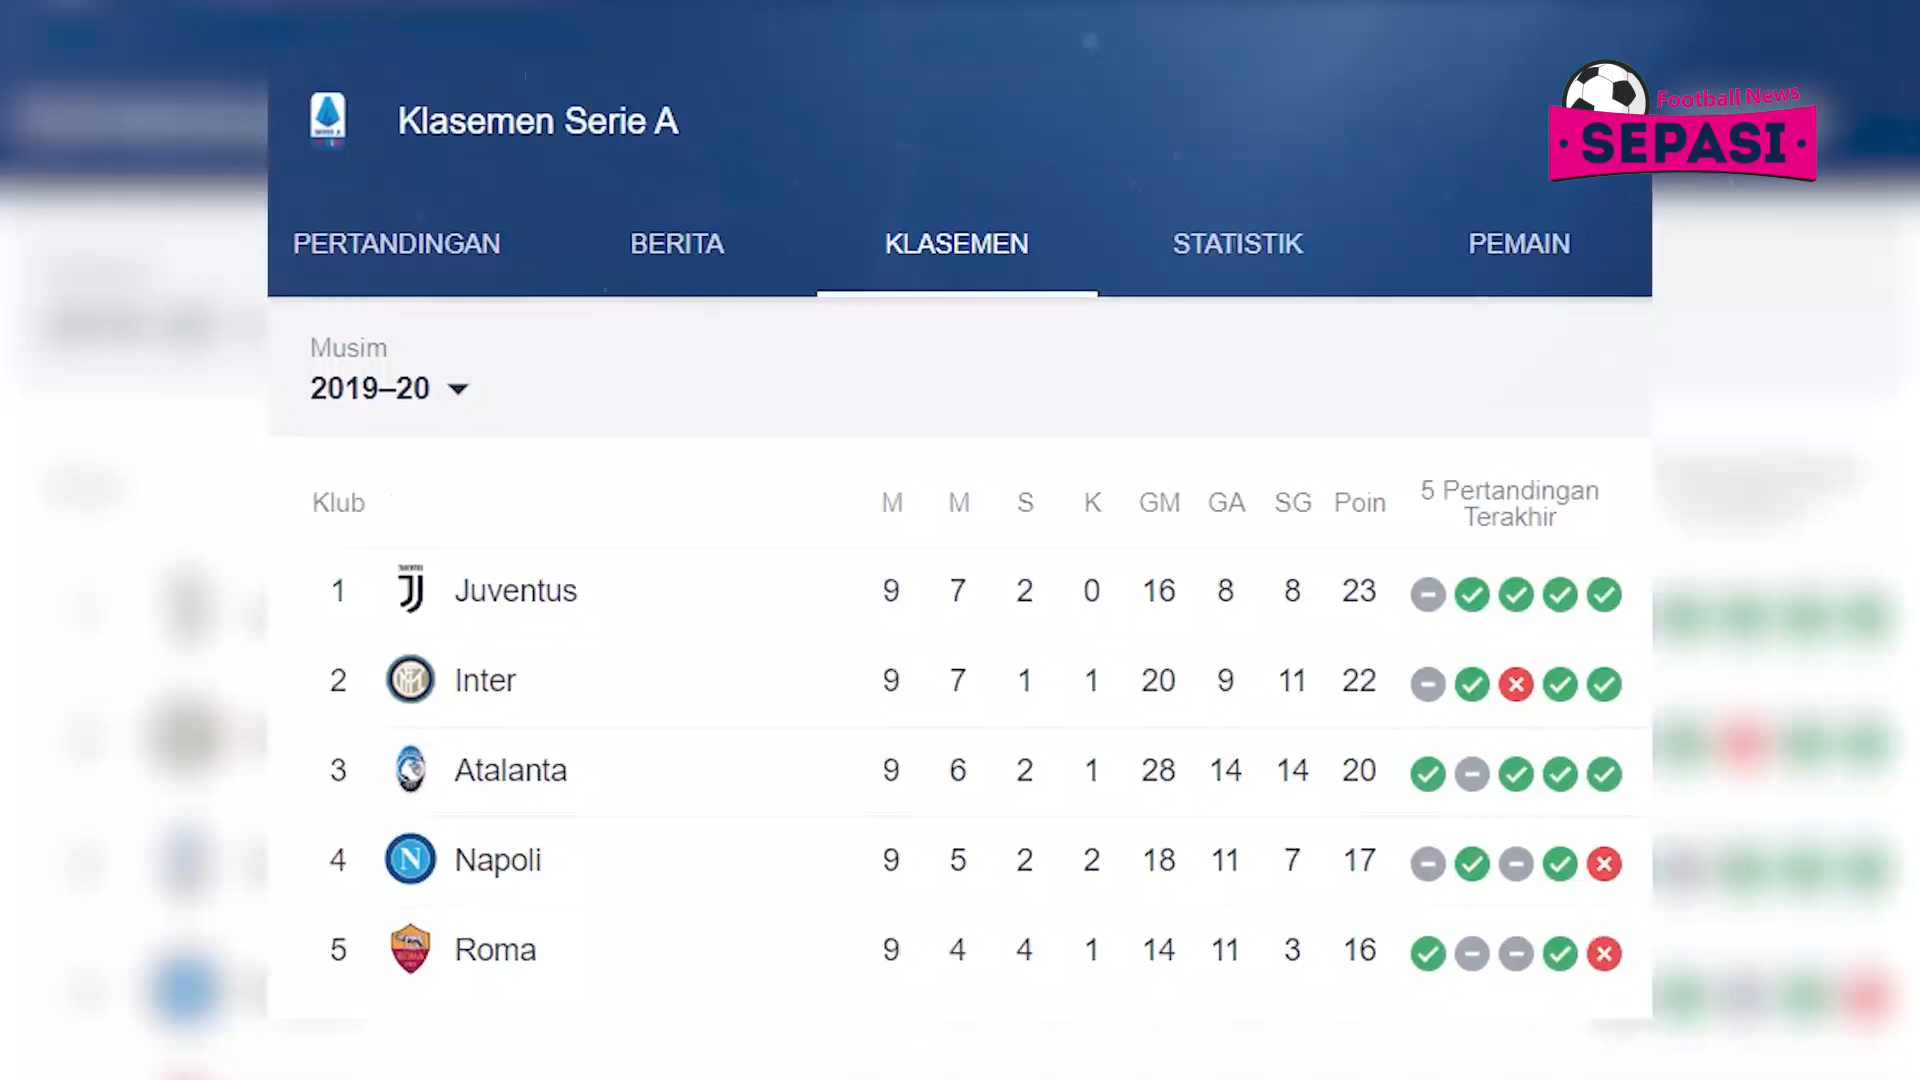 Football News
· SEPASI ·
Klasemen Serie A
PERTANDINGAN BERITA KLASEMEN STATISTIK PEMAIN
Musim
2019–20
Klub M M S K GM GA SG Poin 5 Pertandingan
Terakhir
1 Juventus 9 7 2 0 16 8 8 23
2 Inter 9 7 1 1 20 9 11 22
3 Atalanta 9 6 2 1 28 14 14 20
4 N Napoli 9 5 2 2 18 11 7 17
5 Roma 9 4 4 1 14 11 3 16